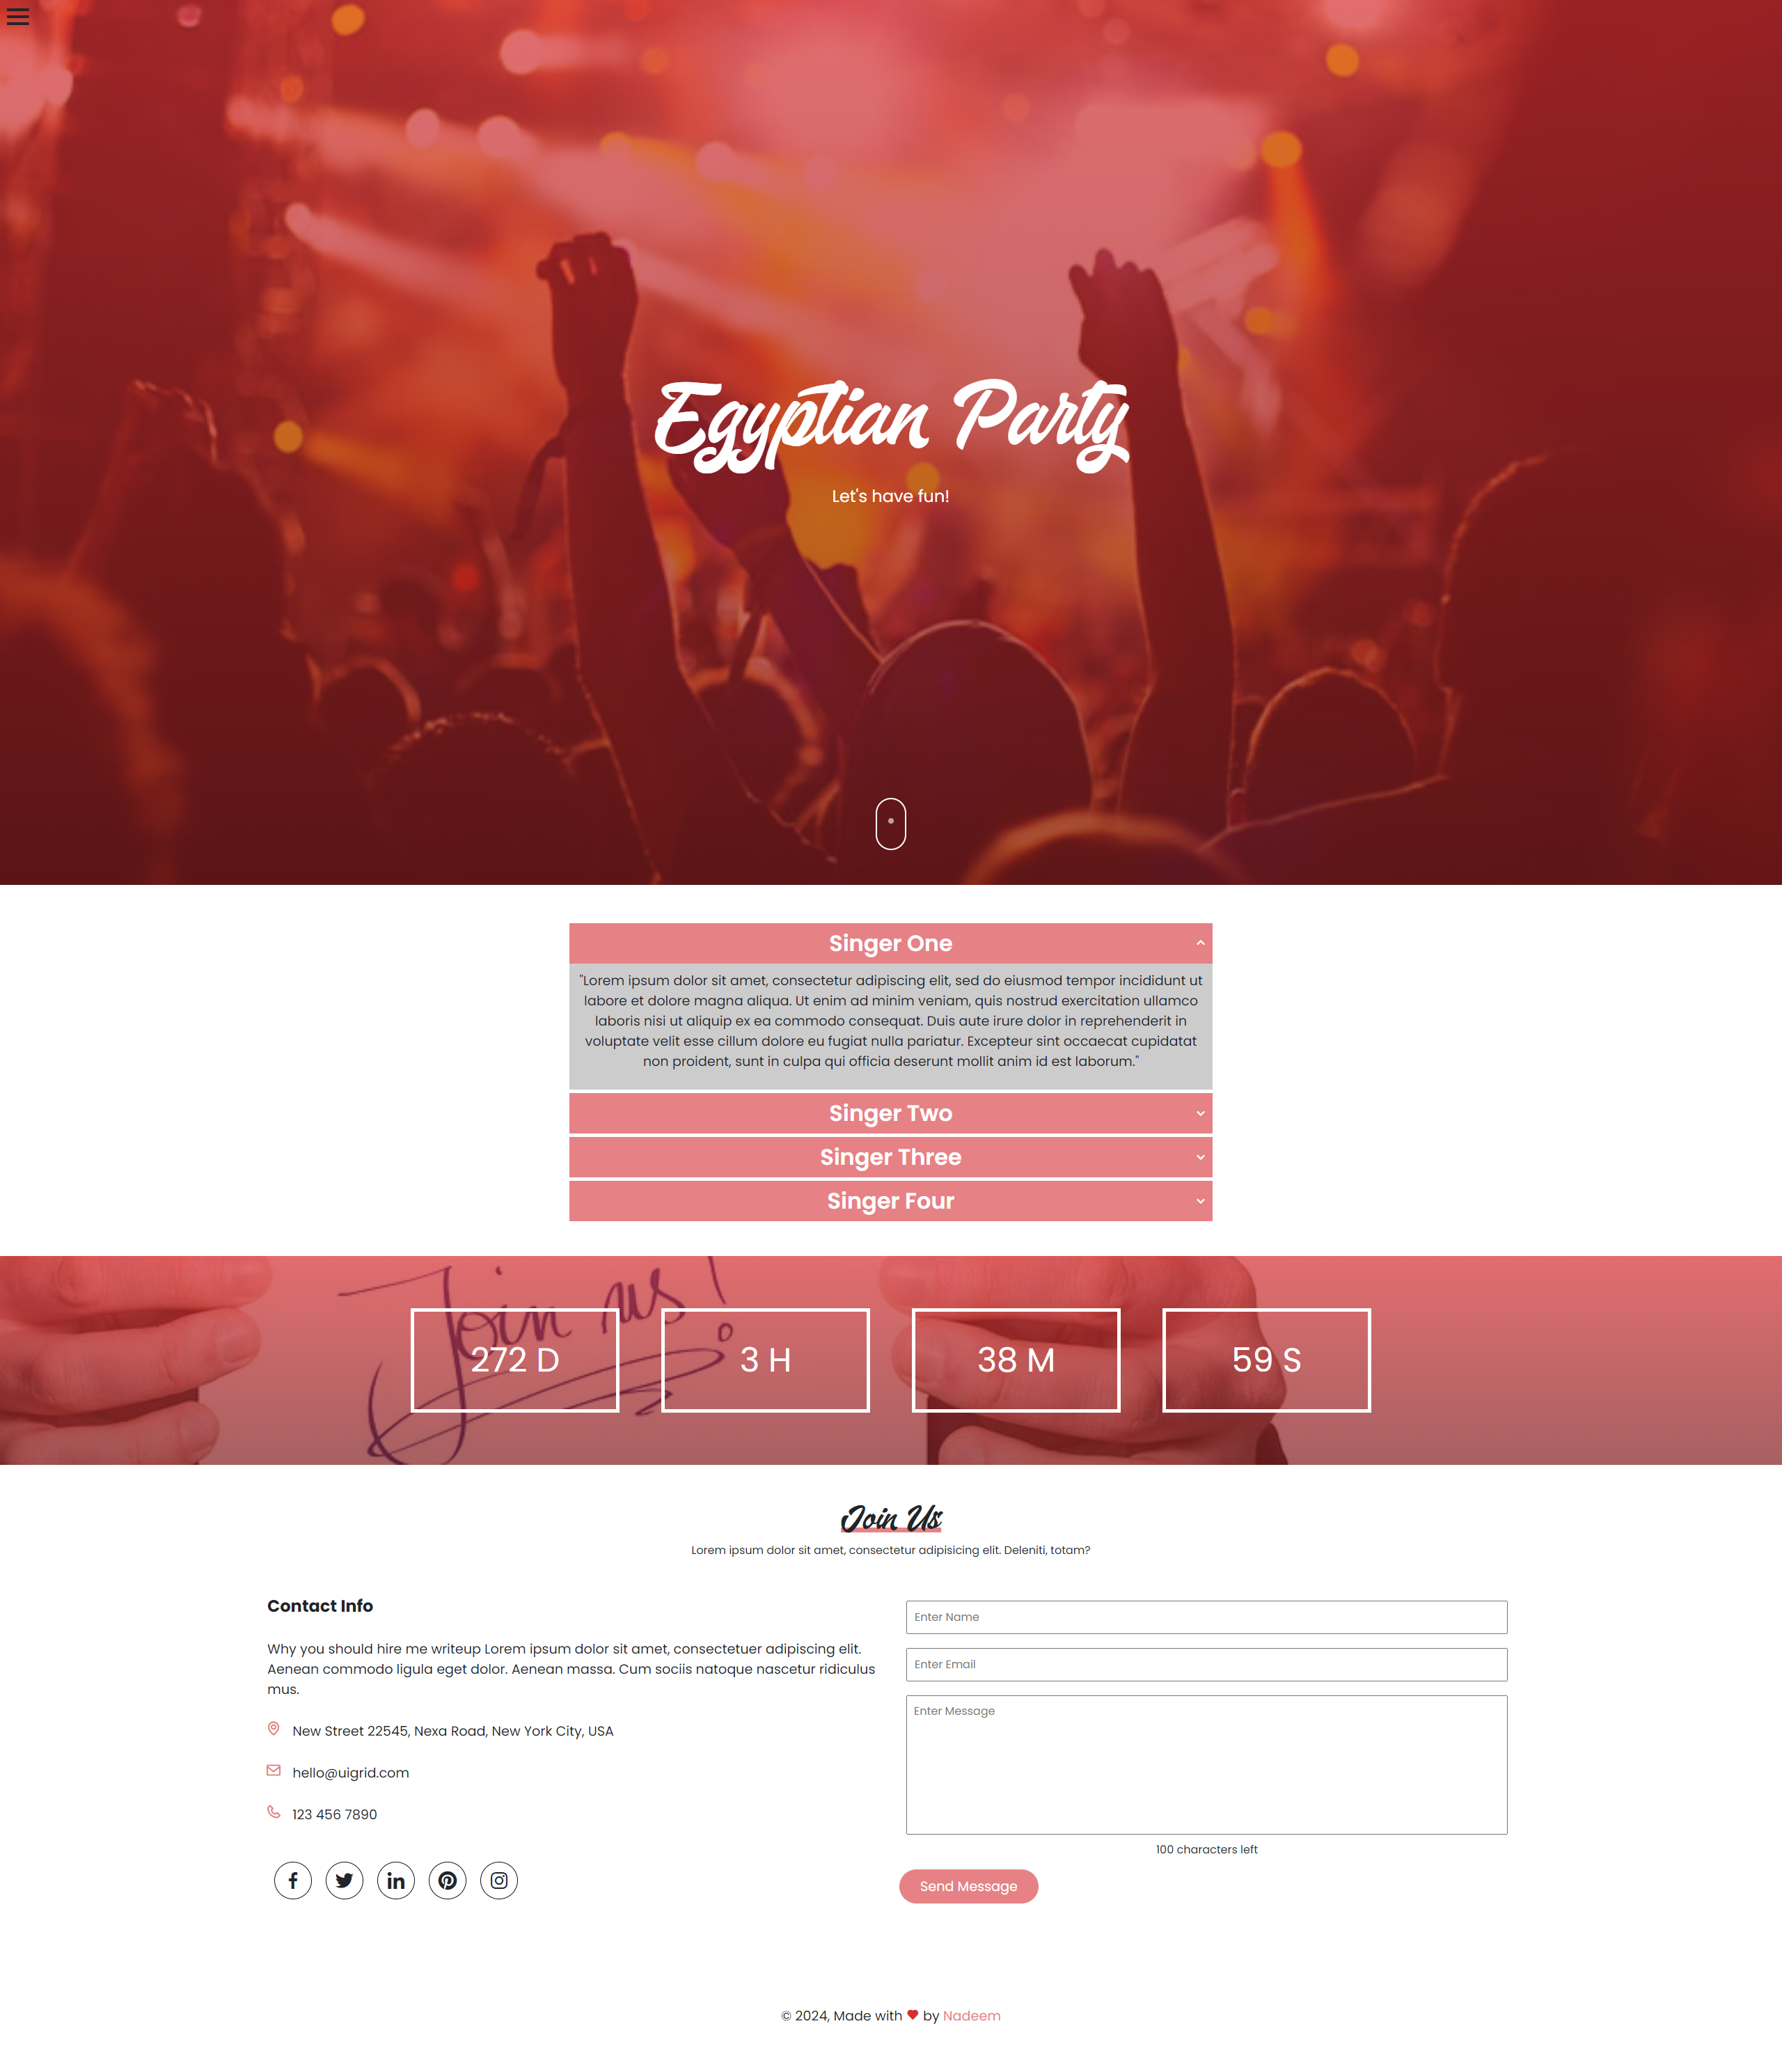 Egyptian Party
Let's have fun!
Singer One
"Lorem ipsum dolor sit amet, consectetur adipiscing elit, sed do eiusmod tempor incididunt ut
labore et dolore magna aliqua. Ut enim ad minim veniam, quis nostrud exercitation ullamco
laboris nisi ut aliquip ex ea commodo consequat. Duis aute irure dolor in reprehenderit in
voluptate velit esse cillum dolore eu fugiat nulla pariatur. Excepteur sint occaecat cupidatat
non proident, sunt in culpa qui officia deserunt mollit anim id est laborum."
Singer Two
Singer Three
Singer Four
Join us!
272 D
3 H
38 M
59 S
Join Us
Lorem ipsum dolor sit amet, consectetur adipisicing elit. Deleniti, totam?
Contact Info
Why you should hire me writeup Lorem ipsum dolor sit amet, consectetuer adipiscing elit.
Aenean commodo ligula eget dolor. Aenean massa. Cum sociis natoque nascetur ridiculus
mus.
New Street 22545, Nexa Road, New York City, USA
hello@uigrid.com
123 456 7890
Enter Name
Enter Email
Enter Message
100 characters left
Send Message
© 2024, Made with ❤ by Nadeem